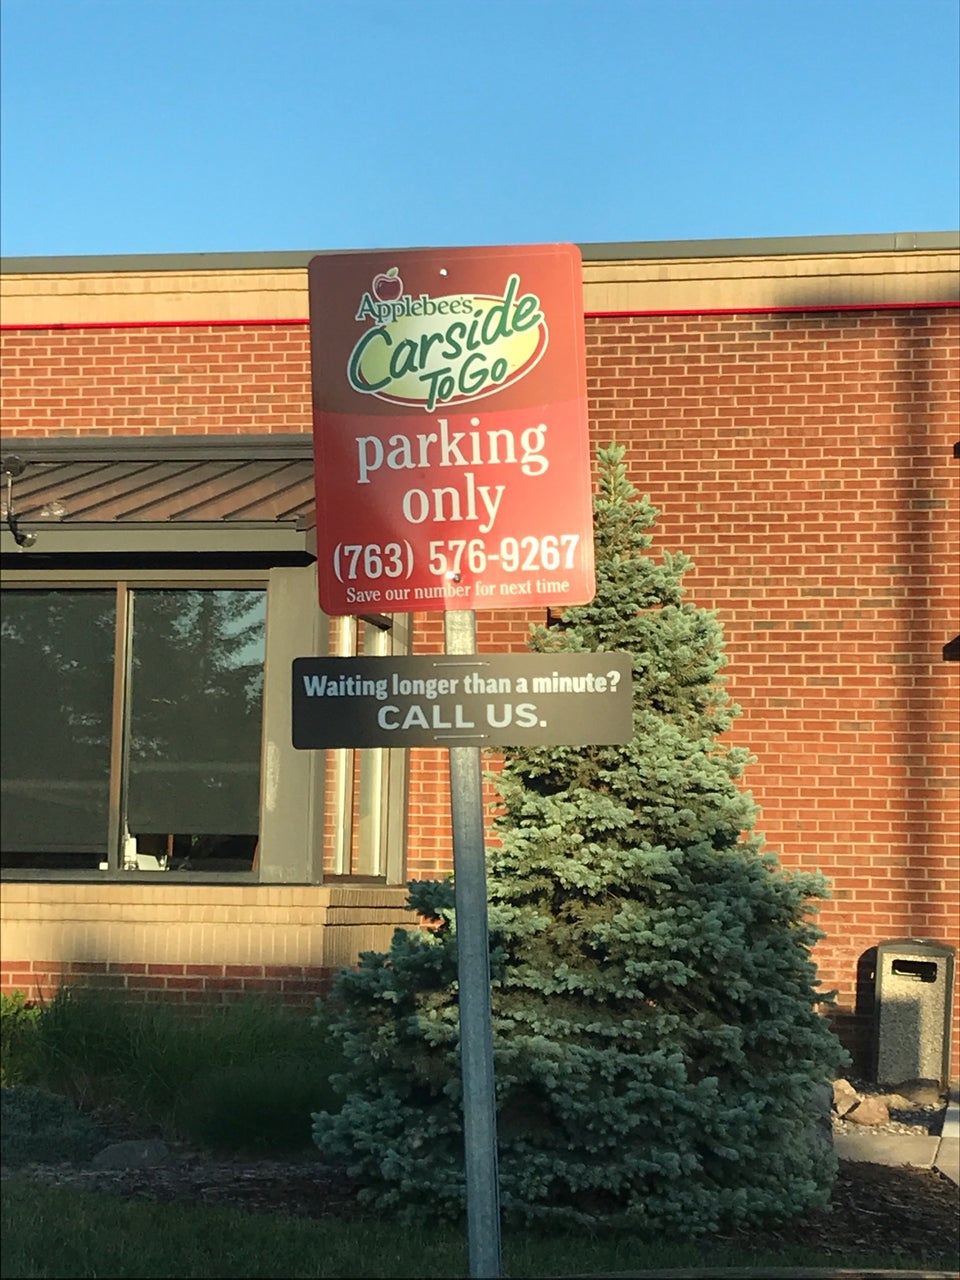 Applebee's
Carside
To Go
parking
only
(763) 576-9267
Save our number for next time
Waiting longer than a minute?
CALL US.